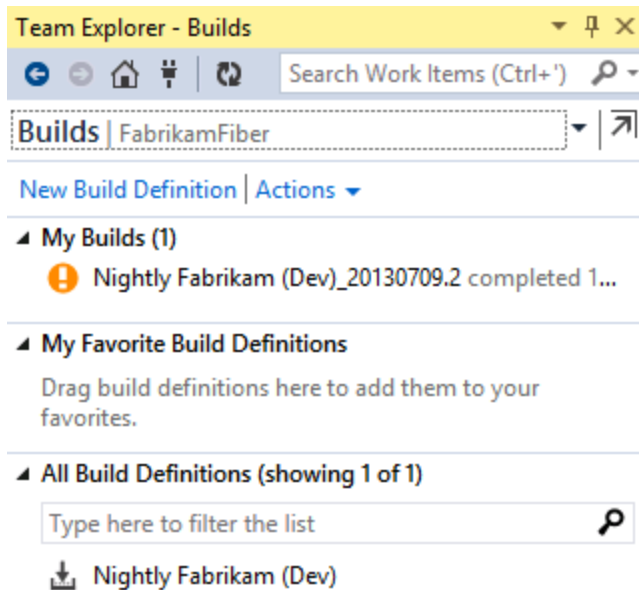 Team Explorer - Builds
Search Work Items (Ctrl+')
Builds | FabrikamFiber
New Build Definition | Actions
My Builds (1)
Nightly Fabrikam (Dev)_20130709.2 completed 1...
My Favorite Build Definitions
Drag build definitions here to add them to your
favorites.
All Build Definitions (showing 1 of 1)
Type here to filter the list
Nightly Fabrikam (Dev)